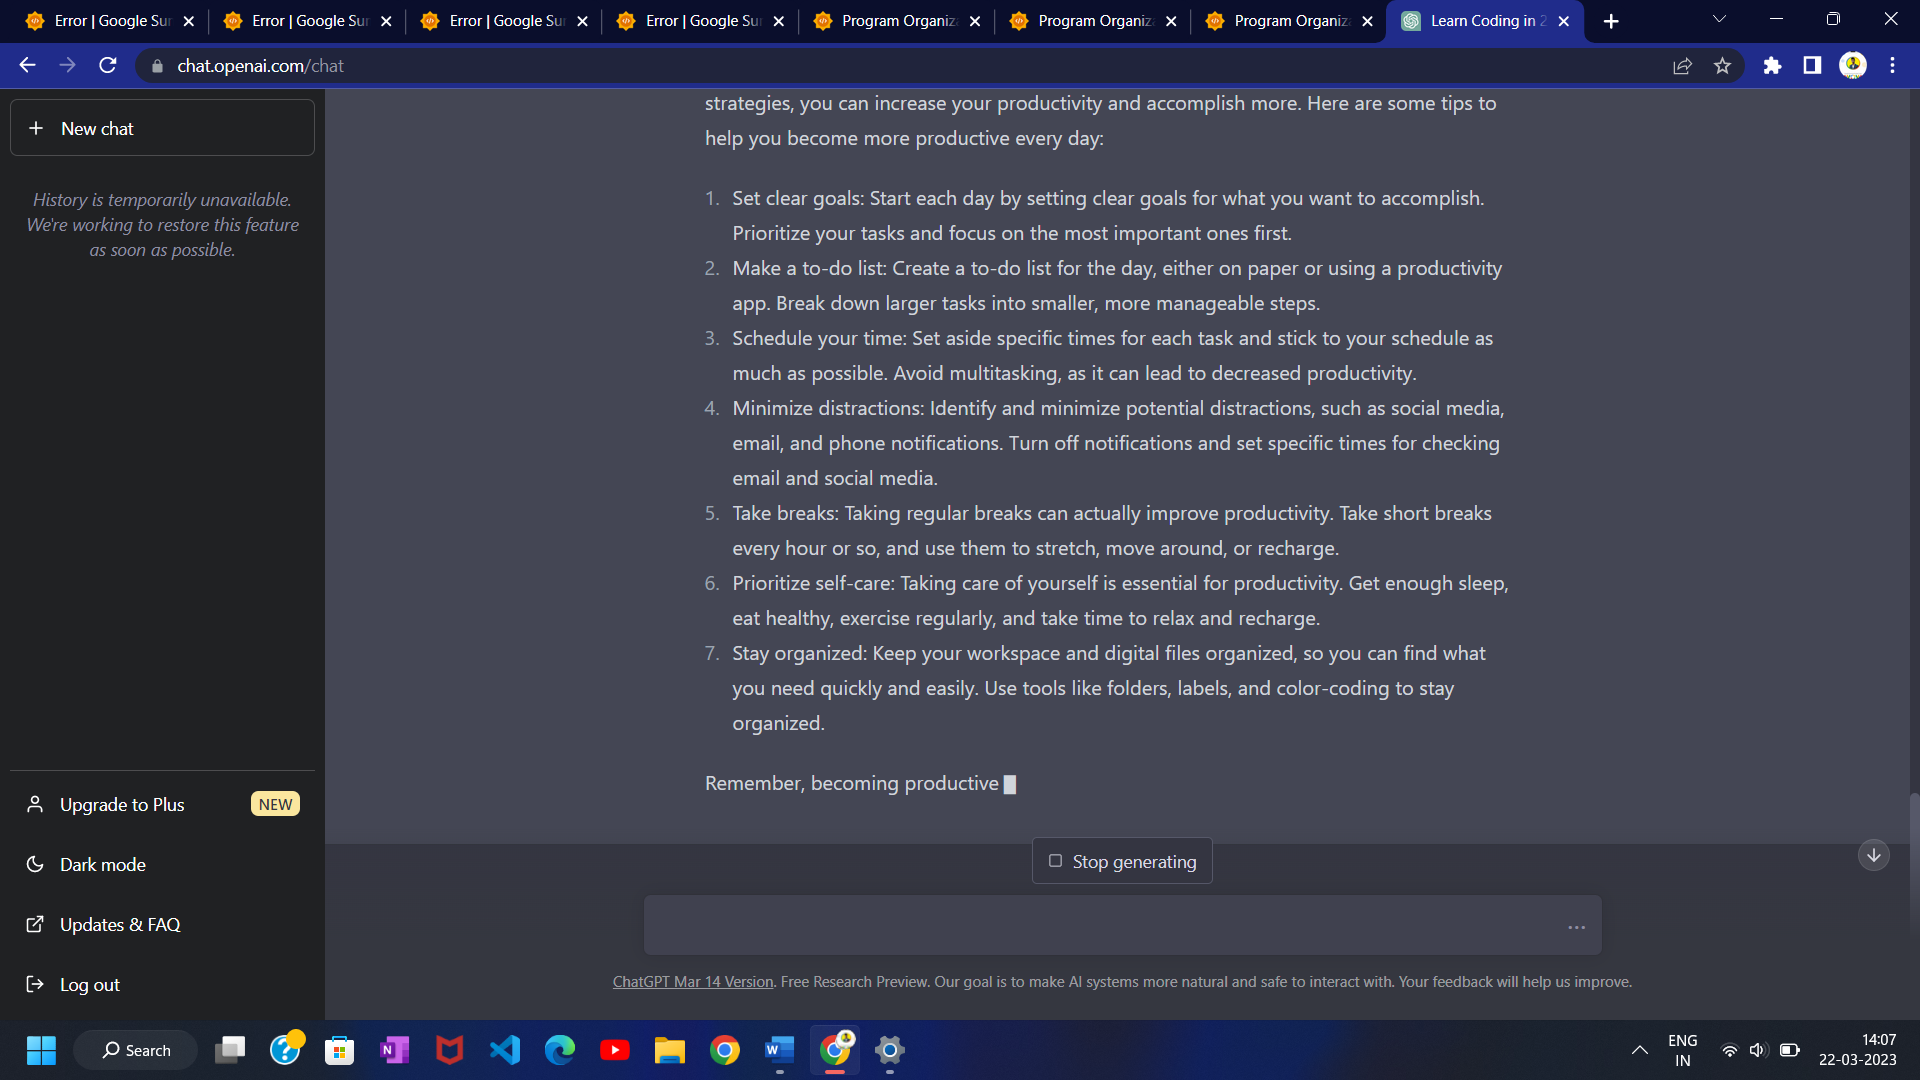 Error | Google Su
Error | Google Su
Error | Google Su
Error | Google Su
Program Organiz
Program Organiz
Program Organiz
Learn Coding in 2
chat.openai.com/chat
New chat
History is temporarily unavailable.
We're working to restore this feature
as soon as possible.
Upgrade to Plus
NEW
Dark mode
Updates & FAQ
Log out
strategies, you can increase your productivity and accomplish more. Here are some tips to
help you become more productive every day:
1. Set clear goals: Start each day by setting clear goals for what you want to accomplish.
Prioritize your tasks and focus on the most important ones first.
2. Make a to-do list: Create a to-do list for the day, either on paper or using a productivity
app. Break down larger tasks into smaller, more manageable steps.
3. Schedule your time: Set aside specific times for each task and stick to your schedule as
much as possible. Avoid multitasking, as it can lead to decreased productivity.
4. Minimize distractions: Identify and minimize potential distractions, such as social media,
email, and phone notifications. Turn off notifications and set specific times for checking
email and social media.
5. Take breaks: Taking regular breaks can actually improve productivity. Take short breaks
every hour or so, and use them to stretch, move around, or recharge.
6. Prioritize self-care: Taking care of yourself is essential for productivity. Get enough sleep,
eat healthy, exercise regularly, and take time to relax and recharge.
7. Stay organized: Keep your workspace and digital files organized, so you can find what
you need quickly and easily. Use tools like folders, labels, and color-coding to stay
organized.
Remember, becoming productive
Stop generating
ChatGPT Mar 14 Version. Free Research Preview. Our goal is to make AI systems more natural and safe to interact with. Your feedback will help us improve.
Search
ENG
IN
14:07
22-03-2023